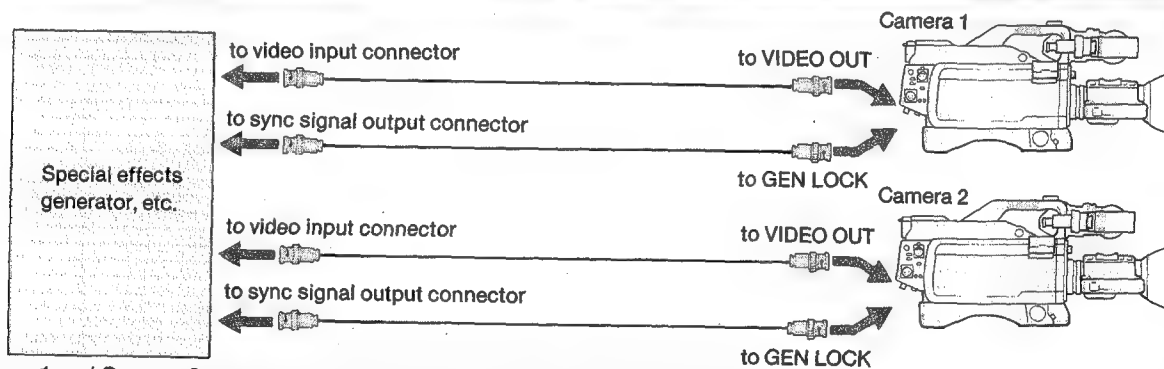 Camera 1
to video input connector
to VIDEO OUT
to sync signal output connector
to GEN LOCK
Special effects
generator, etc.
Camera 2
to video input connector
to VIDEO OUT
to sync signal output connector
to GEN LOCK